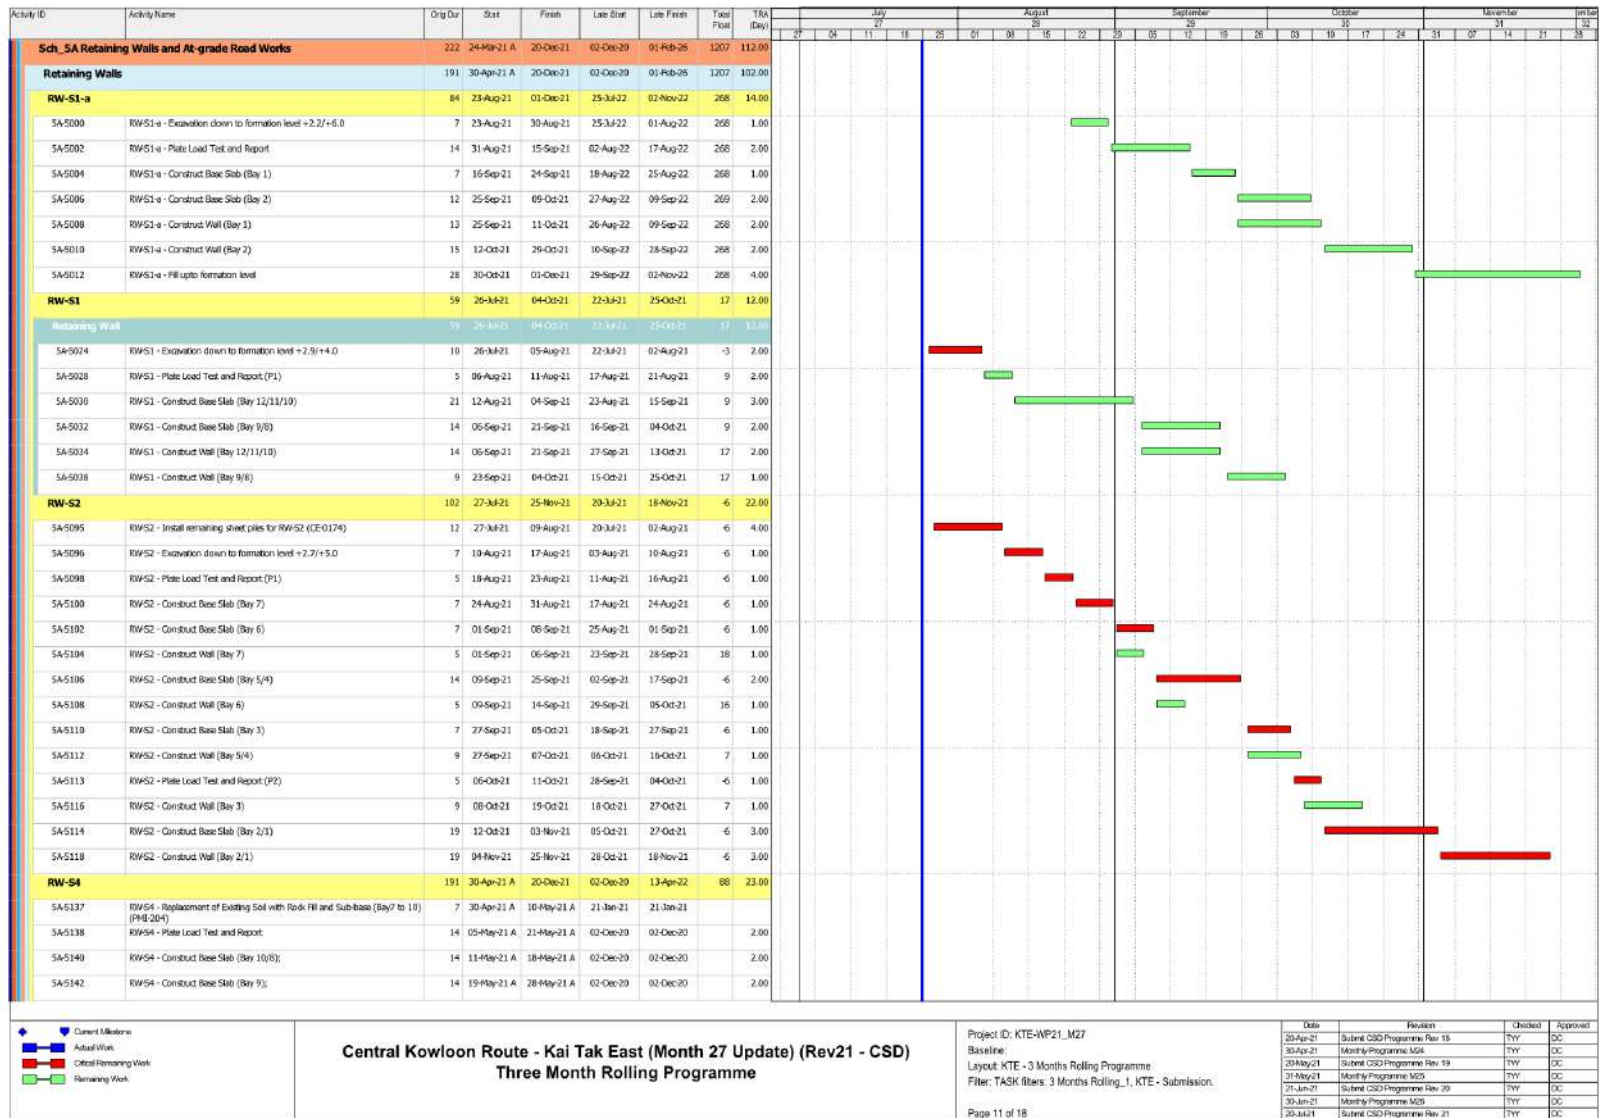 Activity ID Activity Name Orig Dur Start Finish Late Start Late Finish Total Float TRA (Day) July August September October November
27 28 29 30 31 32
27 04 11 18 25 01 08 15 22 29 05 12 19 26 03 10 17 24 31 07 14 21 28
Sch_5A Retaining Walls and At-grade Road Works 222 24-Mar-21 A 20-Dec-21 02-Dec-20 01-Feb-26 1207 112.00
Retaining Walls 191 30-Apr-21 A 20-Dec-21 02-Dec-20 01-Feb-26 1207 102.00
RW-S1-a 84 23-Aug-21 01-Dec-21 25-Jul-22 02-Nov-22 268 14.00
5A-5000 RW-S1-a - Excavation down to formation level +2.2/+6.0 7 23-Aug-21 30-Aug-21 25-Jul-22 01-Aug-22 268 1.00
5A-5002 RW-S1-a - Plate Load Test and Report 14 31-Aug-21 15-Sep-21 02-Aug-22 17-Aug-22 268 2.00
5A-5004 RW-S1-a - Construct Base Slab (Bay 1) 7 16-Sep-21 24-Sep-21 18-Aug-22 25-Aug-22 268 1.00
5A-5006 RW-S1-a - Construct Base Slab (Bay 2) 12 25-Sep-21 09-Oct-21 27-Aug-22 09-Sep-22 269 2.00
5A-5008 RW-S1-a - Construct Wall (Bay 1) 13 25-Sep-21 11-Oct-21 26-Aug-22 09-Sep-22 268 2.00
5A-5010 RW-S1-a - Construct Wall (Bay 2) 15 12-Oct-21 29-Oct-21 10-Sep-22 28-Sep-22 268 2.00
5A-5012 RW-S1-a - Fill upto formation level 28 30-Oct-21 01-Dec-21 29-Sep-22 02-Nov-22 268 4.00
RW-S1 59 26-Jul-21 04-Oct-21 22-Jul-21 25-Oct-21 17 12.00
Retaining Wall 59 26-Jul-21 04-Oct-21 22-Jul-21 25-Oct-21 17 12.00
5A-5024 RW-S1 - Excavation down to formation level +2.9/+4.0 10 26-Jul-21 05-Aug-21 22-Jul-21 02-Aug-21 -3 2.00
5A-5028 RW-S1 - Plate Load Test and Report (P1) 5 06-Aug-21 11-Aug-21 17-Aug-21 21-Aug-21 9 2.00
5A-5030 RW-S1 - Construct Base Slab (Bay 12/11/10) 21 12-Aug-21 04-Sep-21 23-Aug-21 15-Sep-21 9 3.00
5A-5032 RW-S1 - Construct Base Slab (Bay 9/8) 14 06-Sep-21 21-Sep-21 16-Sep-21 04-Oct-21 9 2.00
5A-5034 RW-S1 - Construct Wall (Bay 12/11/10) 14 06-Sep-21 21-Sep-21 27-Sep-21 13-Oct-21 17 2.00
5A-5038 RW-S1 - Construct Wall (Bay 9/8) 9 23-Sep-21 04-Oct-21 15-Oct-21 25-Oct-21 17 1.00
RW-S2 102 27-Jul-21 25-Nov-21 20-Jul-21 18-Nov-21 -6 22.00
5A-5095 RW-S2 - Install remaining sheet piles for RW-S2 (CE-0174) 12 27-Jul-21 09-Aug-21 20-Jul-21 02-Aug-21 -6 4.00
5A-5096 RW-S2 - Excavation down to formation level +2.7/+5.0 7 10-Aug-21 17-Aug-21 03-Aug-21 10-Aug-21 -6 1.00
5A-5098 RW-S2 - Plate Load Test and Report (P1) 5 18-Aug-21 23-Aug-21 11-Aug-21 16-Aug-21 -6 1.00
5A-5100 RW-S2 - Construct Base Slab (Bay 7) 7 24-Aug-21 31-Aug-21 17-Aug-21 24-Aug-21 -6 1.00
5A-5102 RW-S2 - Construct Base Slab (Bay 6) 7 01-Sep-21 08-Sep-21 25-Aug-21 01-Sep-21 -6 1.00
5A-5104 RW-S2 - Construct Wall (Bay 7) 5 01-Sep-21 06-Sep-21 23-Sep-21 28-Sep-21 18 1.00
5A-5106 RW-S2 - Construct Base Slab (Bay 5/4) 14 09-Sep-21 25-Sep-21 02-Sep-21 17-Sep-21 -6 2.00
5A-5108 RW-S2 - Construct Wall (Bay 6) 5 09-Sep-21 14-Sep-21 29-Sep-21 05-Oct-21 16 1.00
5A-5110 RW-S2 - Construct Base Slab (Bay 3) 7 27-Sep-21 05-Oct-21 18-Sep-21 27-Sep-21 -6 1.00
5A-5112 RW-S2 - Construct Wall (Bay 5/4) 9 27-Sep-21 07-Oct-21 06-Oct-21 16-Oct-21 7 1.00
5A-5113 RW-S2 - Plate Load Test and Report (P2) 5 06-Oct-21 11-Oct-21 28-Sep-21 04-Oct-21 -6 1.00
5A-5116 RW-S2 - Construct Wall (Bay 3) 9 08-Oct-21 19-Oct-21 18-Oct-21 27-Oct-21 7 1.00
5A-5114 RW-S2 - Construct Base Slab (Bay 2/1) 19 12-Oct-21 03-Nov-21 05-Oct-21 27-Oct-21 -6 3.00
5A-5118 RW-S2 - Construct Wall (Bay 2/1) 19 04-Nov-21 25-Nov-21 28-Oct-21 18-Nov-21 -6 3.00
RW-S4 191 30-Apr-21 A 20-Dec-21 02-Dec-20 13-Apr-22 88 23.00
5A-5137 RW-S4 - Replacement of Existing Soil with Rock Fill and Sub-base (Bay7 to 10) 7 30-Apr-21 A 10-May-21 A 21-Jan-21 21-Jan-21
(PMI-204)
5A-5138 RW-S4 - Plate Load Test and Report 14 05-May-21 A 21-May-21 A 02-Dec-20 02-Dec-20 2.00
5A-5140 RW-S4 - Construct Base Slab (Bay 10/8); 14 11-May-21 A 18-May-21 A 02-Dec-20 02-Dec-20 2.00
5A-5142 RW-S4 - Construct Base Slab (Bay 9); 14 19-May-21 A 28-May-21 A 02-Dec-20 02-Dec-20 2.00
Current Milestone
Actual Work
Critical Remaining Work
Remaining Work
Central Kowloon Route - Kai Tak East (Month 27 Update) (Rev21 - CSD)
Three Month Rolling Programme
Project ID: KTE-WP21_M27
Baseline:
Layout: KTE - 3 Months Rolling Programme
Filter: TASK filters: 3 Months Rolling_1, KTE - Submission.
Page 11 of 18
Date Revision Checked Approved
20-Apr-21 Submit CSD Programme Rev 18 TYY DC
30-Apr-21 Monthly Programme M24 TYY DC
20-May-21 Submit CSD Programme Rev 19 TYY DC
31-May-21 Monthly Programme M25 TYY DC
21-Jun-21 Submit CSD Programme Rev 20 TYY DC
30-Jun-21 Monthly Programme M26 TYY DC
20-Jul-21 Submit CSD Programme Rev 21 TYY DC